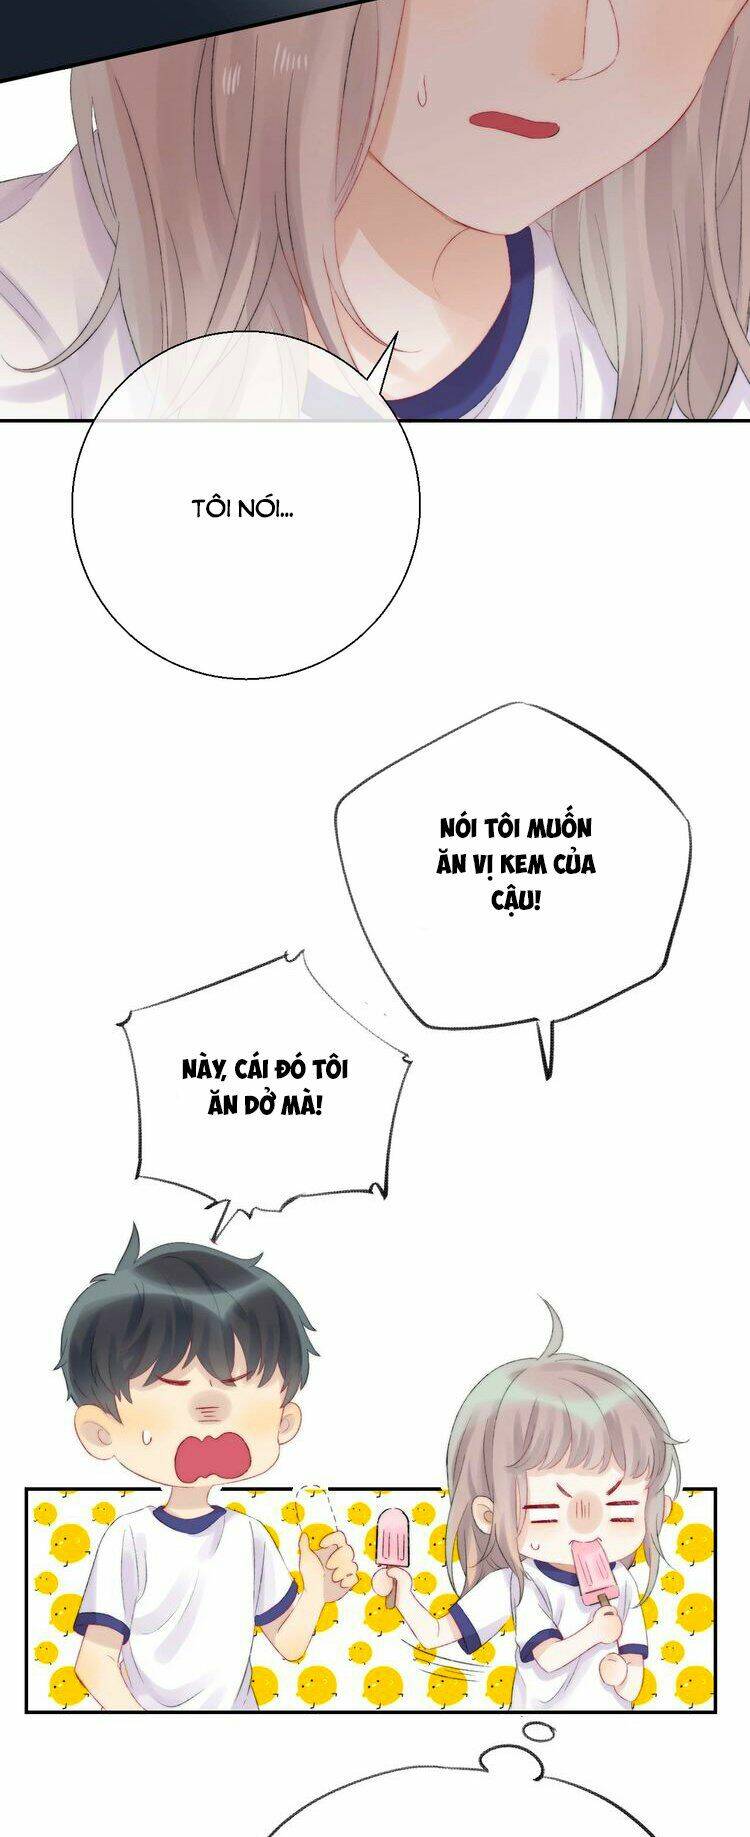 TÔI NÓI...
NÓI TÔI MUỐN
ĂN VỊ KEM CỦA
CẬU!
NÀY, CÁI ĐÓ TÔI
ĂN DỞ MÀ!